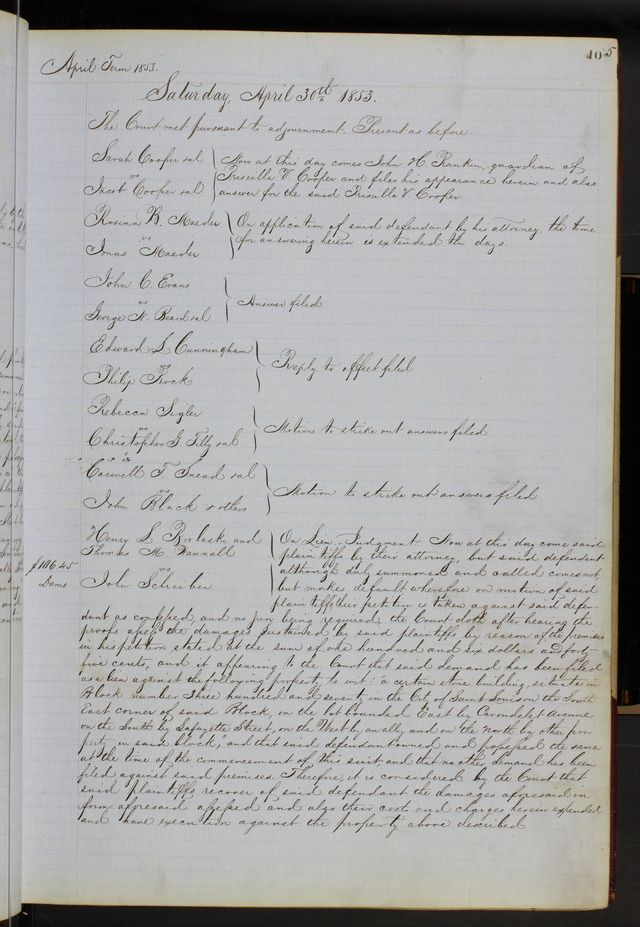 105
April Term 1853.
Saturday, April 30th 1853.
The Court met pursuant to adjournment. Present as before.
Sarah Cooper et al
vs
Jacob Cooper et al
Now at this day comes John H. Rankin, guardian of
Priscilla V. Cooper and files his appearance herein and also
answer for the said Priscilla V. Cooper.
Rosina B. Maeder
vs
Jonas Maeder
On application of said defendant by his attorney, the time
for answering herein is extended ten days.
John C. Evans
vs
George N. Beard et al
Answer filed
Edward S. Cunningham
vs
Philip Rock
Reply to offset filed
Rebecca Sigler
vs
Christopher G. Tilly et al
Motion to strike out answers filed
Carwell T. Snead et al
vs
John Black & others
Motion to strike out answers filed
Henry S. and
Thomas M. Wannall
vs
John Schreiber
$106.45
Dams
On Lien. Judgment. Now at this day come said
plaintiffs by their attorney, but said defendant
although duly summoned and called comes not
but makes default wherefore on motion of said
plaintiffs their petition is taken against said defen-
dant as confessed, and no jury being required, the Court doth after hearing the
proofs assess the damages sustained by said plaintiffs by reason of the premises
in his petition stated at the sum of one hundred and six dollars and forty-
five cents, and it appearing to the Court that said demand has been filed
as a lien against the following property to wit: a certain stone building, situate in
Block number Three hundred and seventy in the City of Saint Louis on the South
East corner of said Block, on the lot bounded East by Carondelet Avenue
on the South by Lafayette Street, on the West by an alley, and on the North by other pro-
perty in said block, and that said defendant owned and possessed the same
at the time of the commencement of this suit, and that no other demand has been
filed against said premises. Therefore, it is considered by the Court that
said plaintiffs recover of said defendant the damages aforesaid in
form aforesaid assessed and also their costs and charges herein expended
and have execution against the property above described